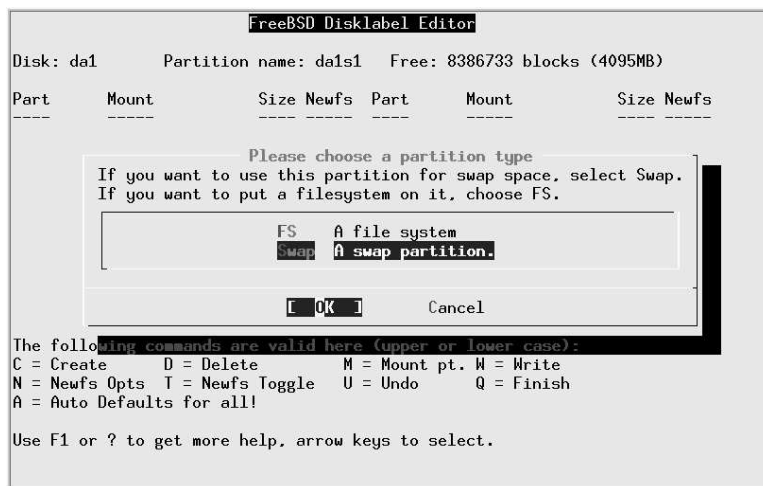 FreeBSD Disklabel Editor
Disk: da1 Partition name: da1s1 Free: 8386733 blocks (4095MB)
Part Mount Size Newfs Part Mount Size Newfs
---- ----- ---- ----- ---- ----- ---- -----
Please choose a partition type
If you want to use this partition for swap space, select Swap.
If you want to put a filesystem on it, choose FS.
FS A file system
Swap A swap partition.
[ OK ] Cancel
The following commands are valid here (upper or lower case):
C = Create D = Delete M = Mount pt. W = Write
N = Newfs Opts T = Newfs Toggle U = Undo Q = Finish
A = Auto Defaults for all!
Use F1 or ? to get more help, arrow keys to select.